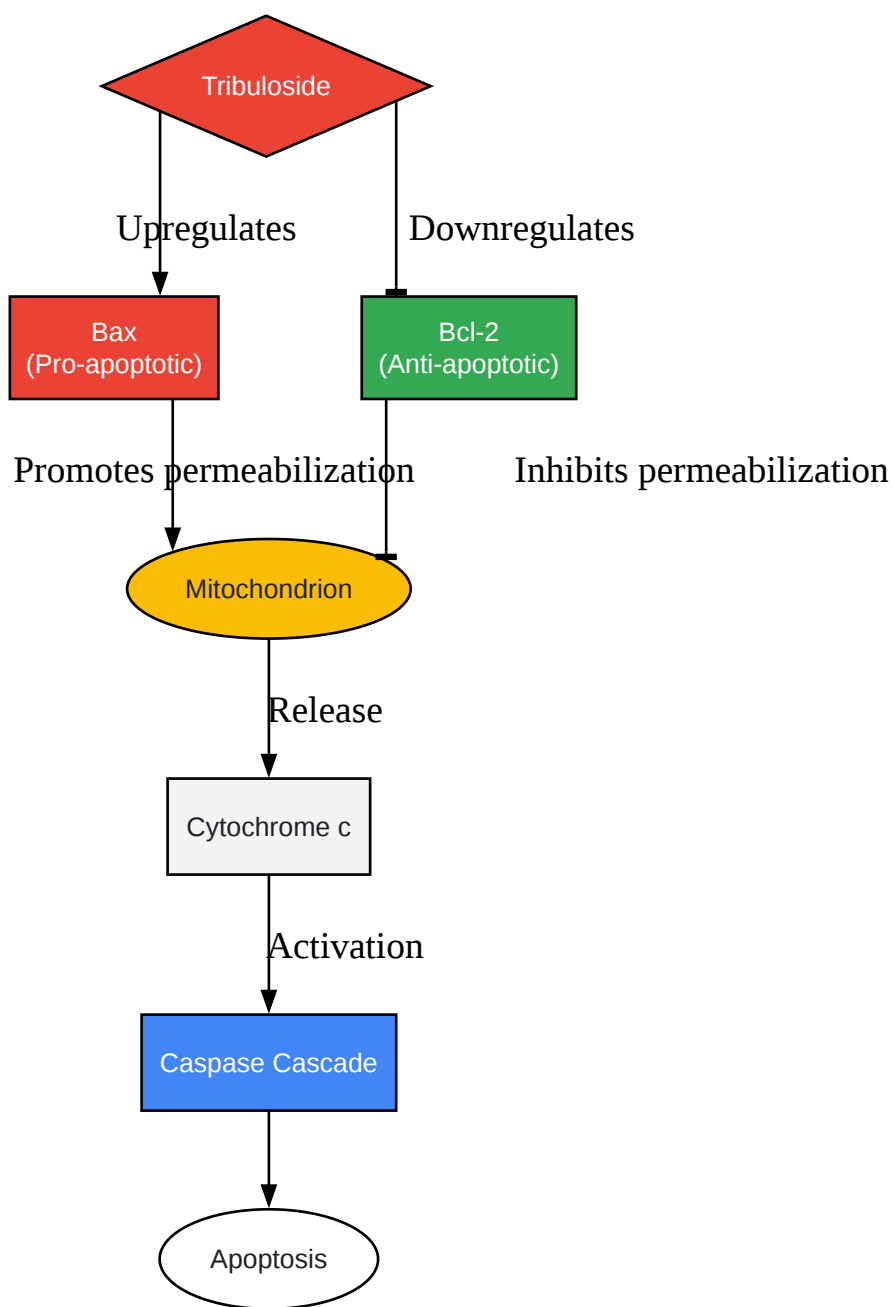 Tribuloside
Upregulates
Downregulates
Bax
(Pro-apoptotic)
Bcl-2
(Anti-apoptotic)
Promotes permeabilization
Inhibits permeabilization
Mitochondrion
Release
Cytochrome c
Activation
Caspase Cascade
Apoptosis